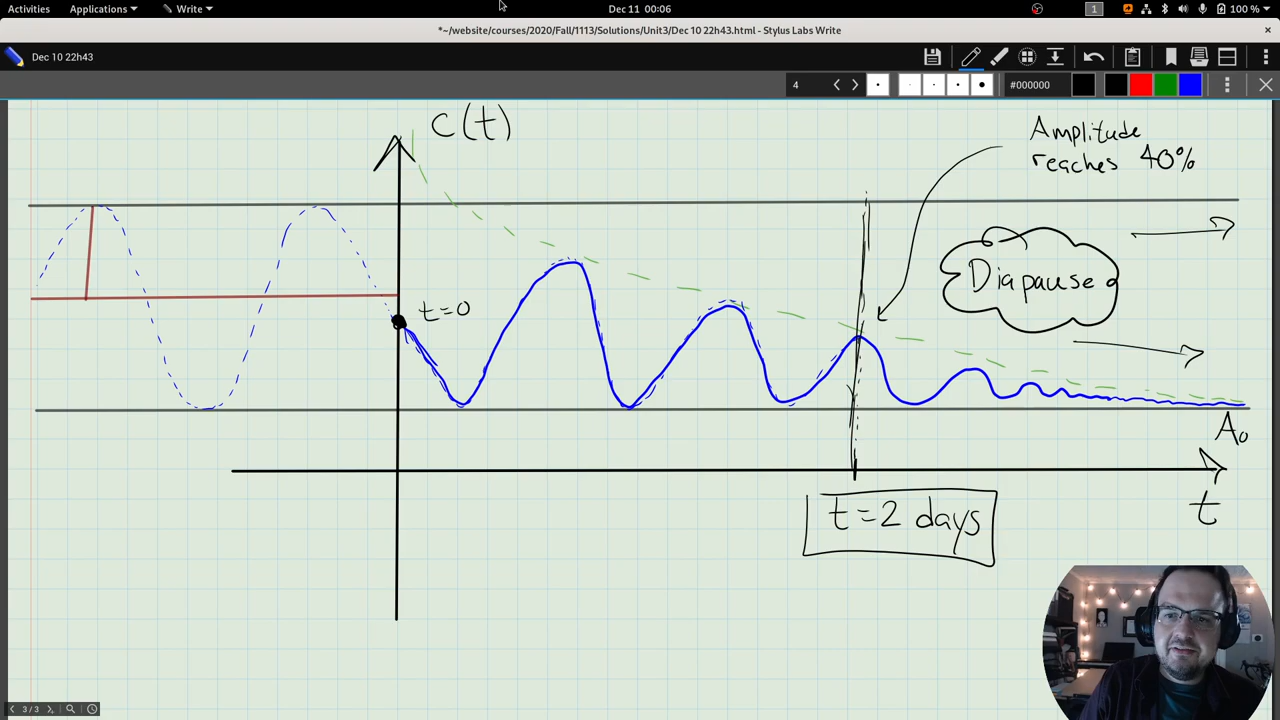 Activities Applications Write Dec 11 00:06 1 100 %
*~/website/courses/2020/Fall/1113/Solutions/Unit3/Dec 10 22h43.html - Stylus Labs Write
Dec 10 22h43
4 #000000
C(t)
Amplitude
reaches 40%
Diapause
t=0
A₀
t
t=2 days
3/3